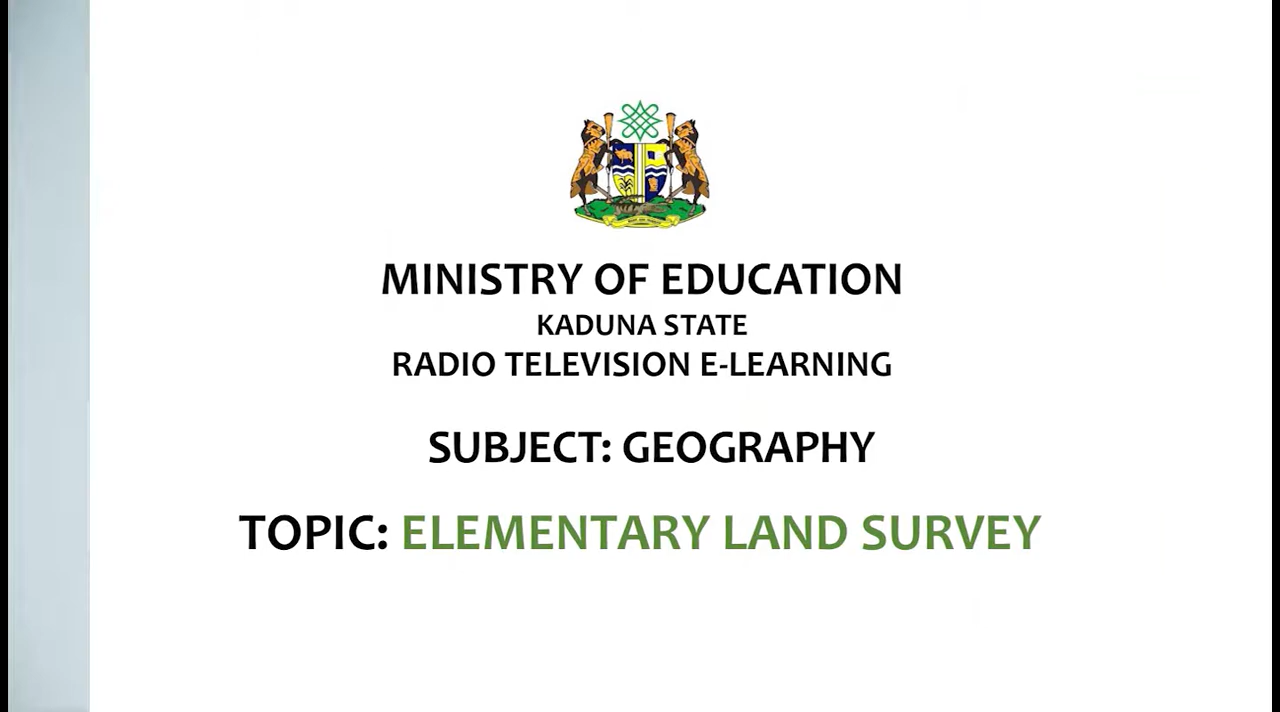 MINISTRY OF EDUCATION
KADUNA STATE
RADIO TELEVISION E-LEARNING
SUBJECT: GEOGRAPHY
TOPIC: ELEMENTARY LAND SURVEY